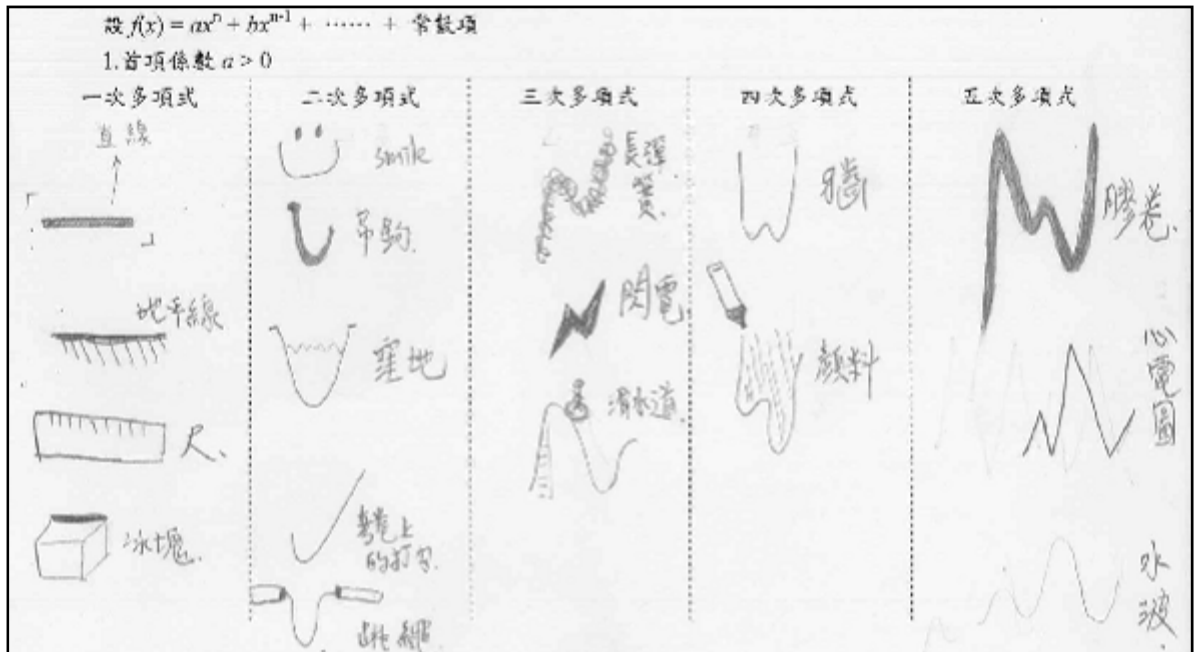 設 f(x) = axⁿ + bxⁿ⁻¹ + …… + 常數項
1.首項係數 a > 0
一次多項式
直線
地平線
尺、
冰塊.
二次多項式
smile
吊鈎.
窪地
考卷上
的打勾.
跳繩.
三次多項式
閃電
滑水道
四次多項式
牙齒
顏料
五次多項式
膠卷.
心電圖
水波.